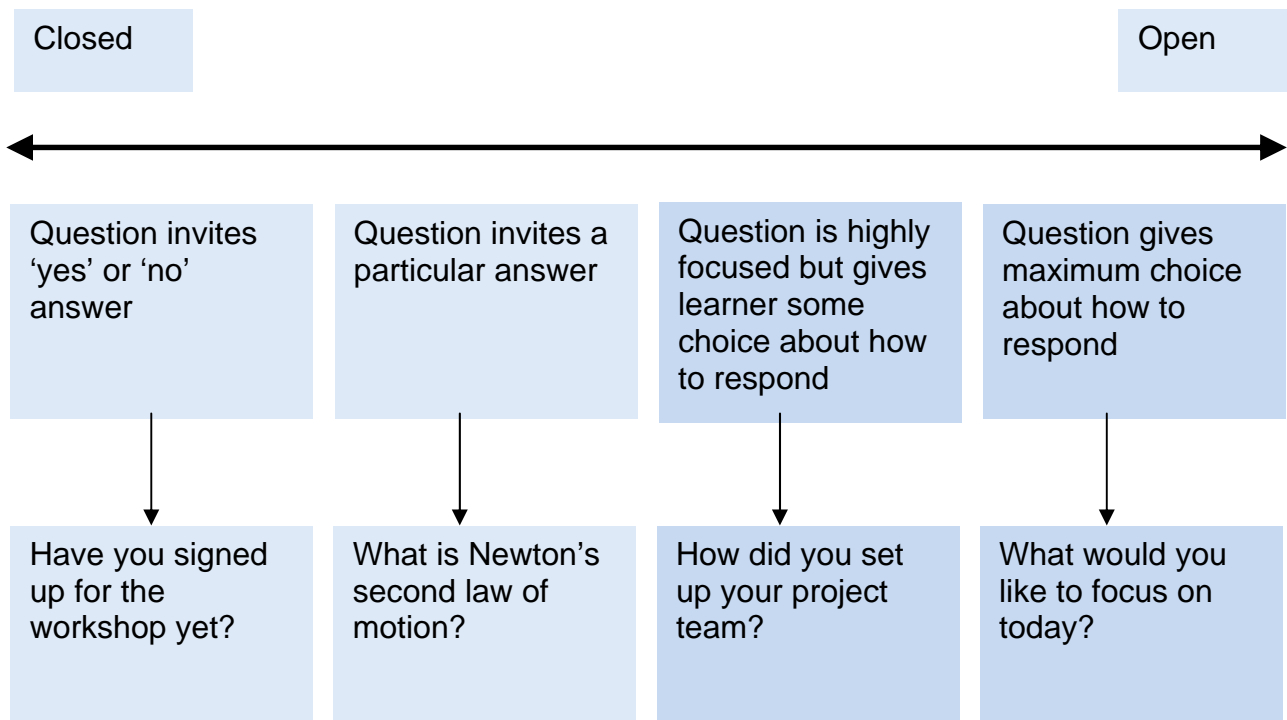 Closed
Open
Question invites
‘yes’ or ‘no’
answer
Question invites a
particular answer
Question is highly
focused but gives
learner some
choice about how
to respond
Question gives
maximum choice
about how to
respond
Have you signed
up for the
workshop yet?
What is Newton’s
second law of
motion?
How did you set
up your project
team?
What would you
like to focus on
today?